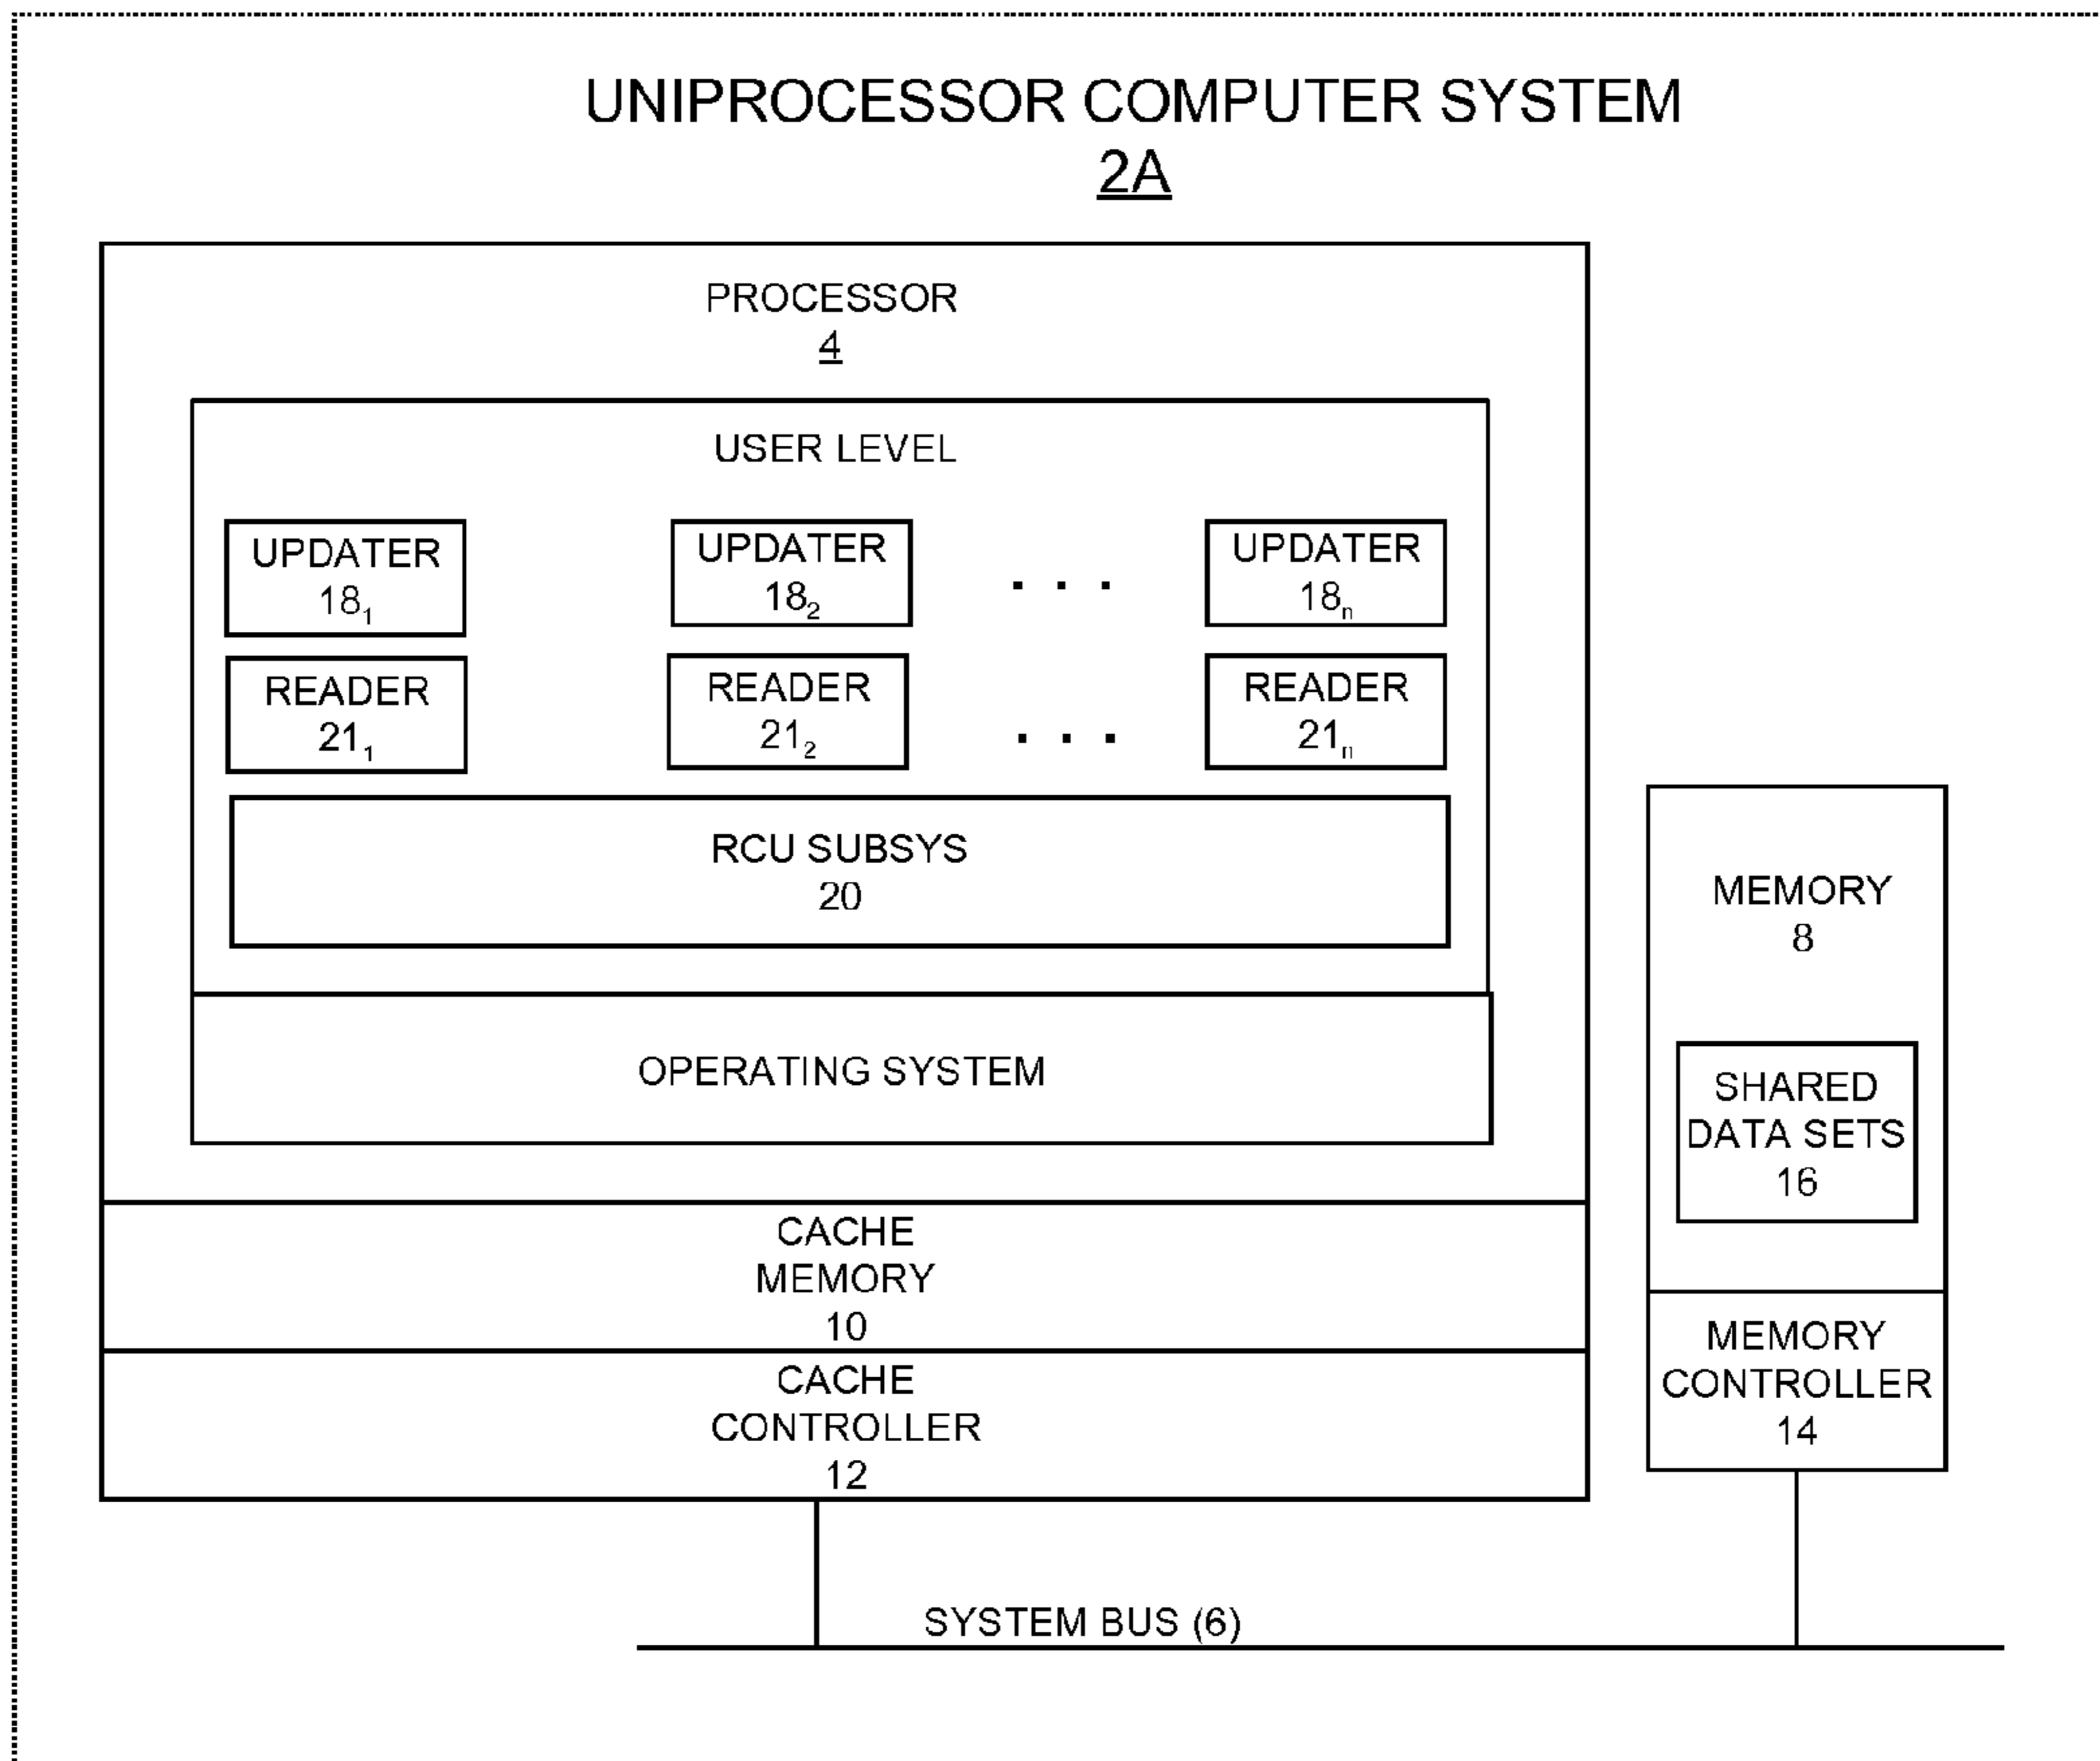 UNIPROCESSOR COMPUTER SYSTEM
2A
PROCESSOR
4
USER LEVEL
UPDATER
18₁
UPDATER
18₂
. . .
UPDATER
18ₙ
READER
21₁
READER
21₂
. . .
READER
21ₙ
RCU SUBSYS
20
OPERATING SYSTEM
CACHE
MEMORY
10
CACHE
CONTROLLER
12
MEMORY
8
SHARED
DATA SETS
16
MEMORY
CONTROLLER
14
SYSTEM BUS (6)